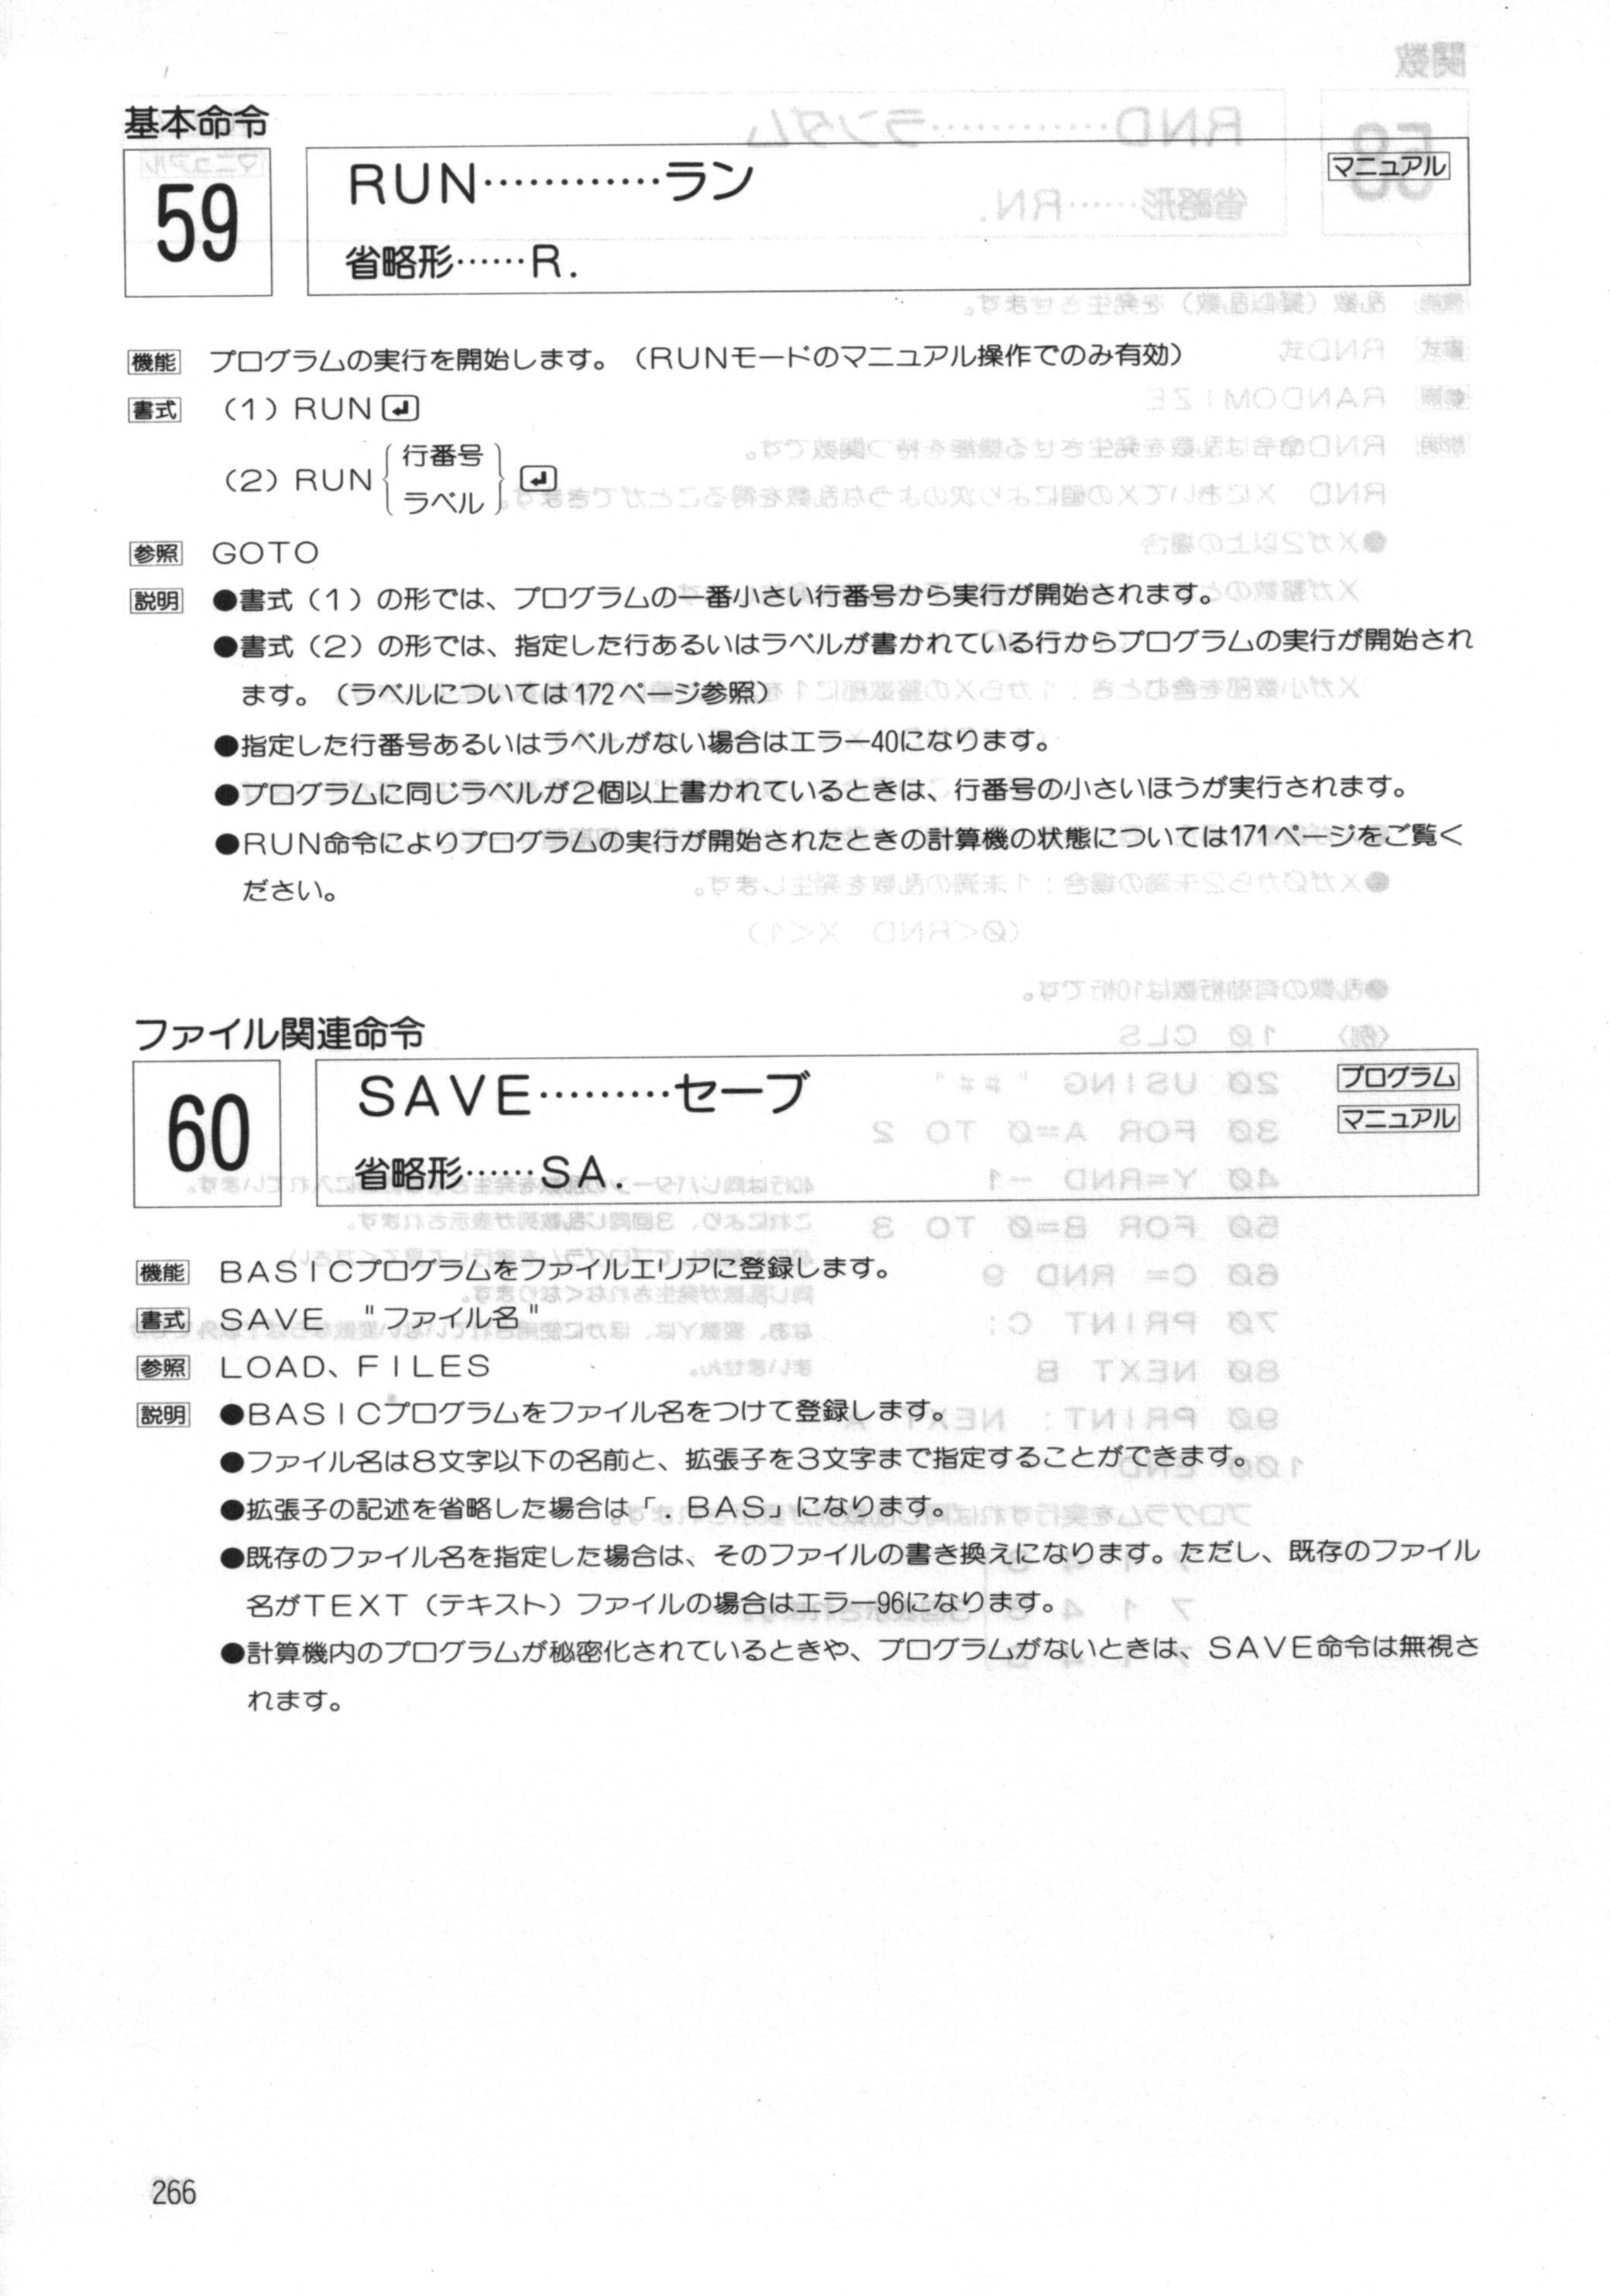 基本命令
59
RUN…………ラン
マニュアル
省略形……R.
機能 プログラムの実行を開始します。（RUNモードのマニュアル操作でのみ有効）
書式 （1）RUN ↲
（2）RUN { 行番号
ラベル } ↲
参照 GOTO
説明 ●書式（1）の形では、プログラムの一番小さい行番号から実行が開始されます。
●書式（2）の形では、指定した行あるいはラベルが書かれている行からプログラムの実行が開始され
ます。（ラベルについては172ページ参照）
●指定した行番号あるいはラベルがない場合はエラー40になります。
●プログラムに同じラベルが2個以上書かれているときは、行番号の小さいほうが実行されます。
●RUN命令によりプログラムの実行が開始されたときの計算機の状態については171ページをご覧く
ださい。
ファイル関連命令
60
SAVE………セーブ
プログラム
マニュアル
省略形……SA.
機能 BASICプログラムをファイルエリアに登録します。
書式 SAVE "ファイル名"
参照 LOAD、FILES
説明 ●BASICプログラムをファイル名をつけて登録します。
●ファイル名は8文字以下の名前と、拡張子を3文字まで指定することができます。
●拡張子の記述を省略した場合は「.BAS」になります。
●既存のファイル名を指定した場合は、そのファイルの書き換えになります。ただし、既存のファイル
名がTEXT（テキスト）ファイルの場合はエラー96になります。
●計算機内のプログラムが秘密化されているときや、プログラムがないときは、SAVE命令は無視さ
れます。
266